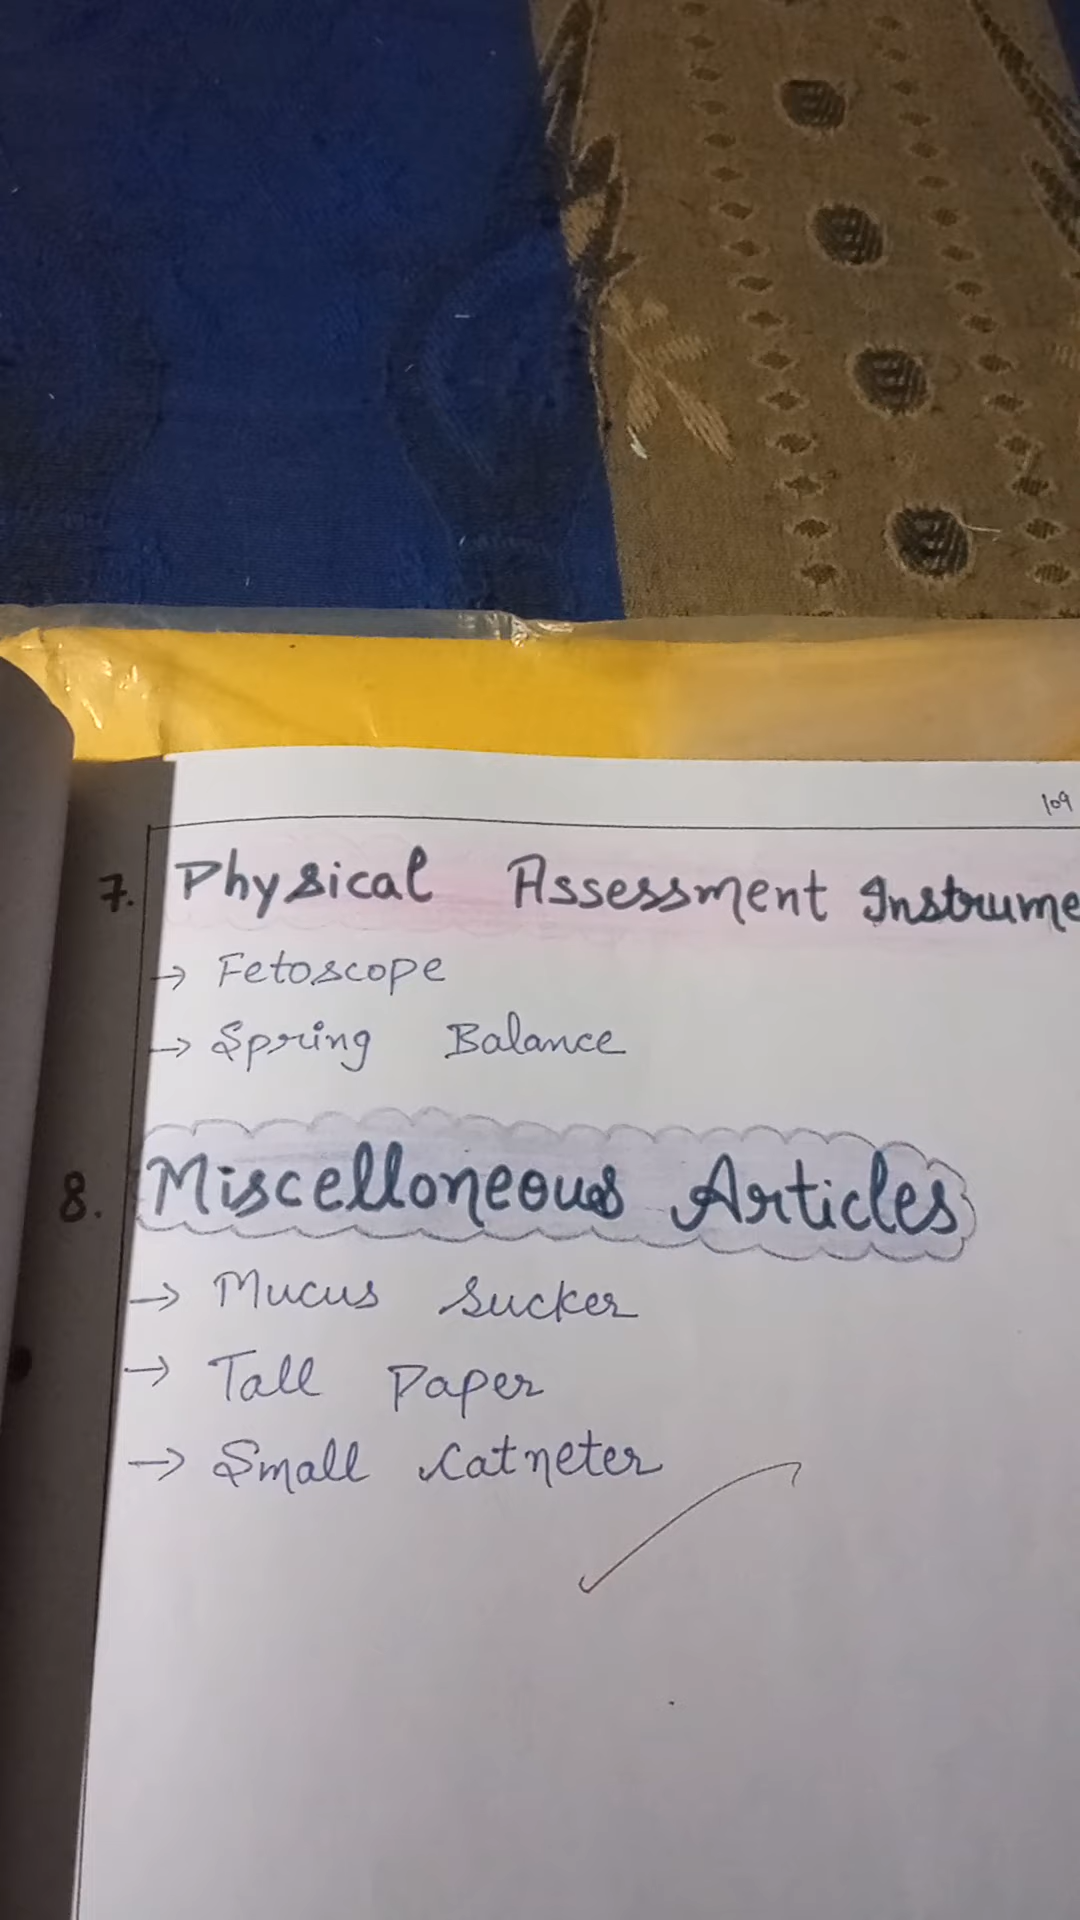 109
7. Physical Assessment Instrume
→ Fetoscope
→ Spring Balance
8. Miscelloneous Articles
→ Mucus Sucker
→ Tall Paper
→ Small Catneter